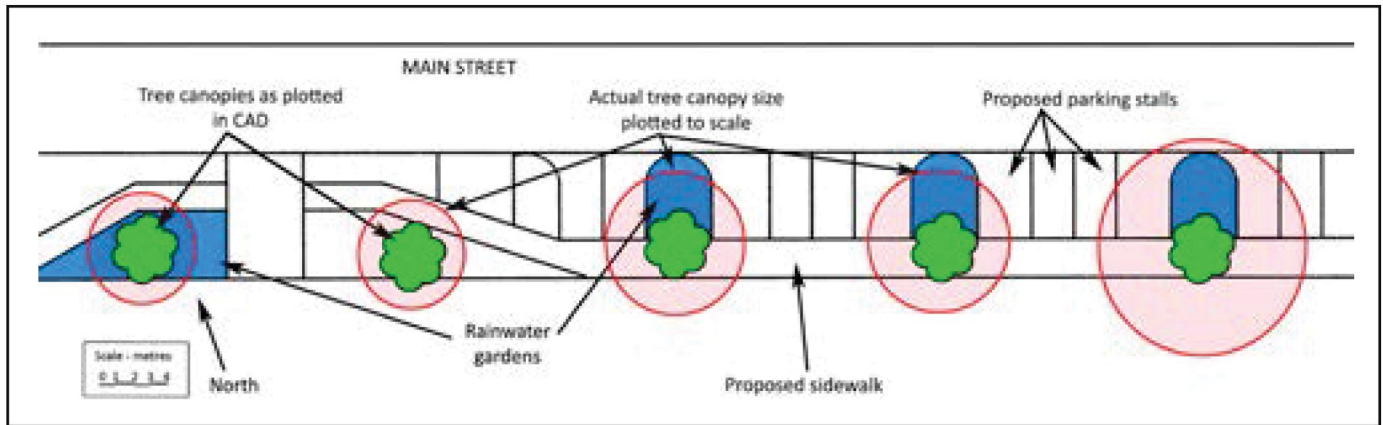 MAIN STREET
Tree canopies as plotted
in CAD
Actual tree canopy size
plotted to scale
Proposed parking stalls
Rainwater
gardens
North
Proposed sidewalk
Scale - metres
0 1 2 3 4